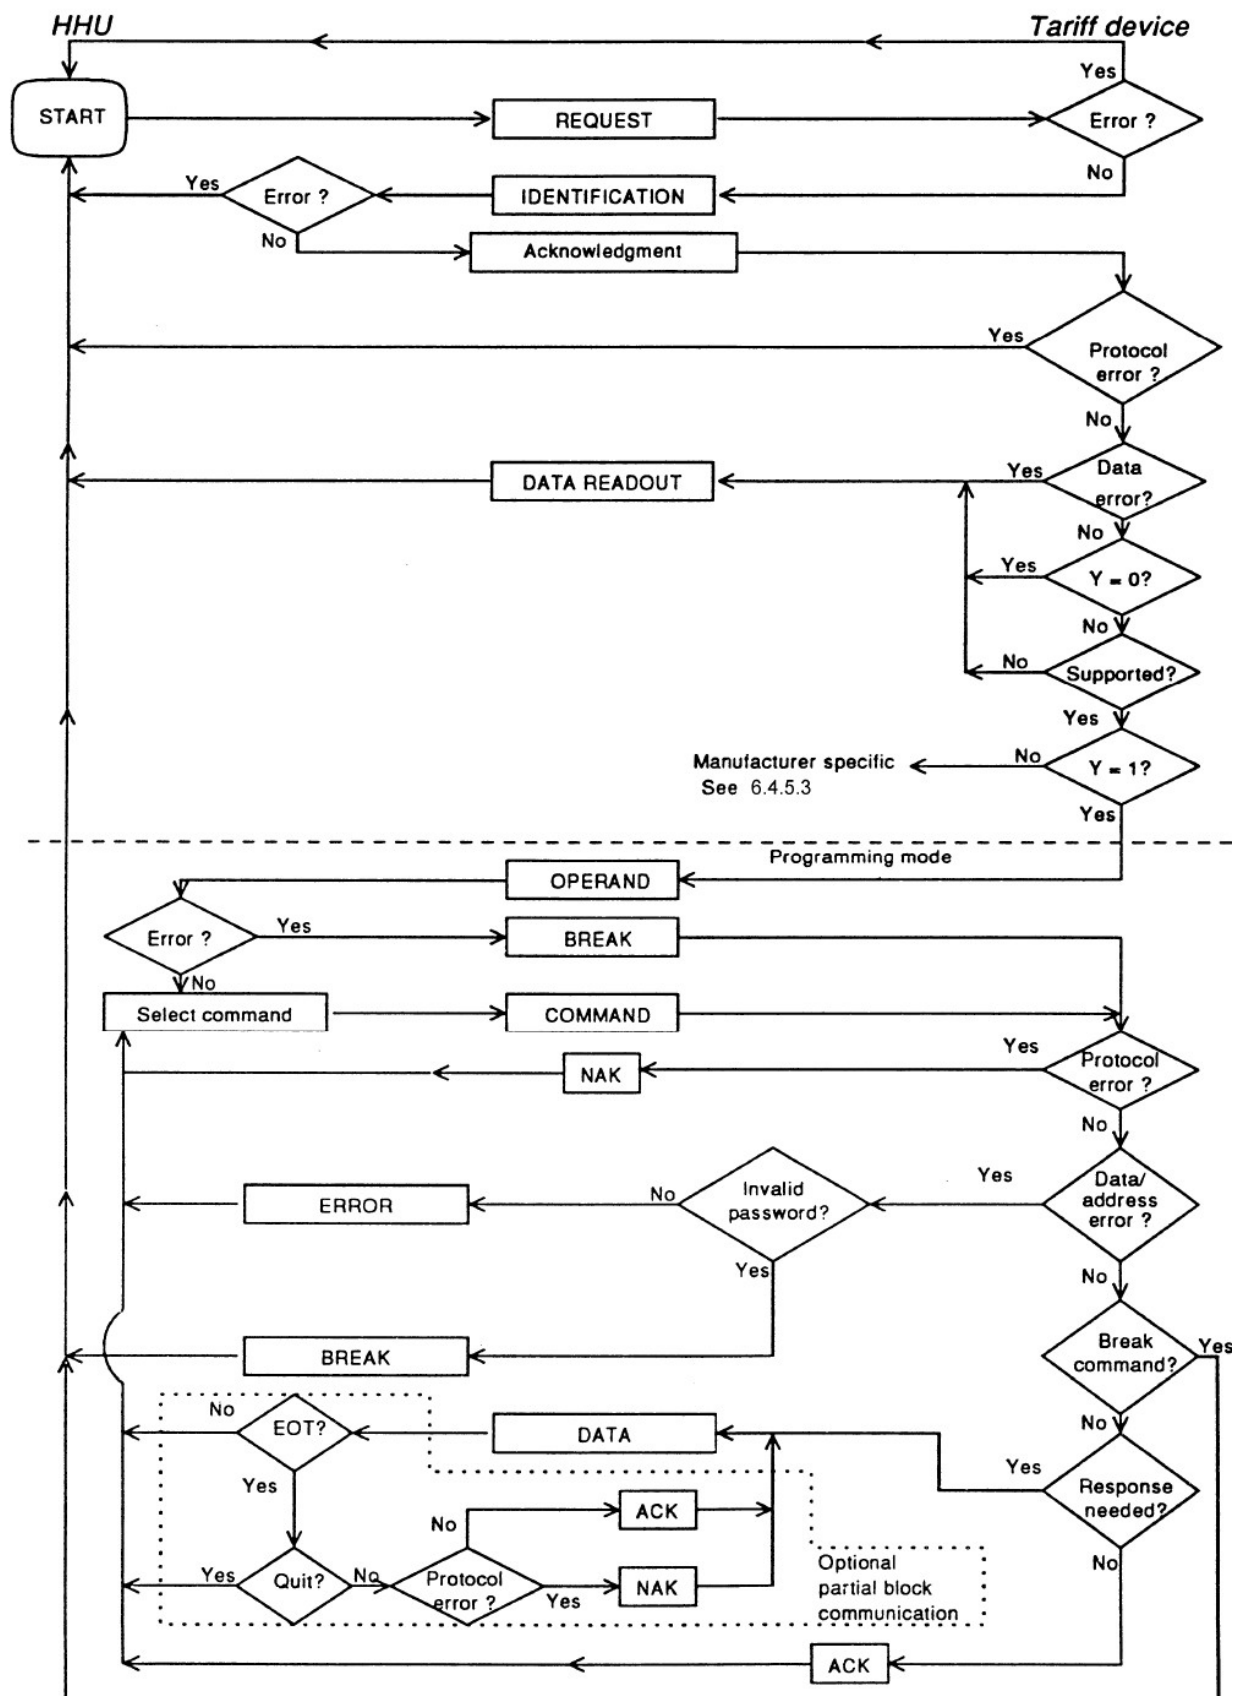 HHU
Tariff device
Yes
START
REQUEST
Error ?
No
Yes
Error ?
IDENTIFICATION
No
Acknowledgment
Yes
Protocol
error ?
No
DATA READOUT
Yes
Data
error?
No
Yes
Y = 0?
No
No
Supported?
Yes
Manufacturer specific
See 6.4.5.3
No
Y = 1?
Yes
Programming mode
OPERAND
Error ?
Yes
BREAK
No
Select command
COMMAND
Yes
NAK
Protocol
error ?
No
ERROR
No
Invalid
password?
Yes
Data/
address
error ?
Yes
No
BREAK
Break
command?
Yes
No
No
EOT?
DATA
Yes
Yes
Response
needed?
ACK
No
No
Yes
Quit?
No
Protocol
error ?
Yes
NAK
Optional
partial block
communication
ACK